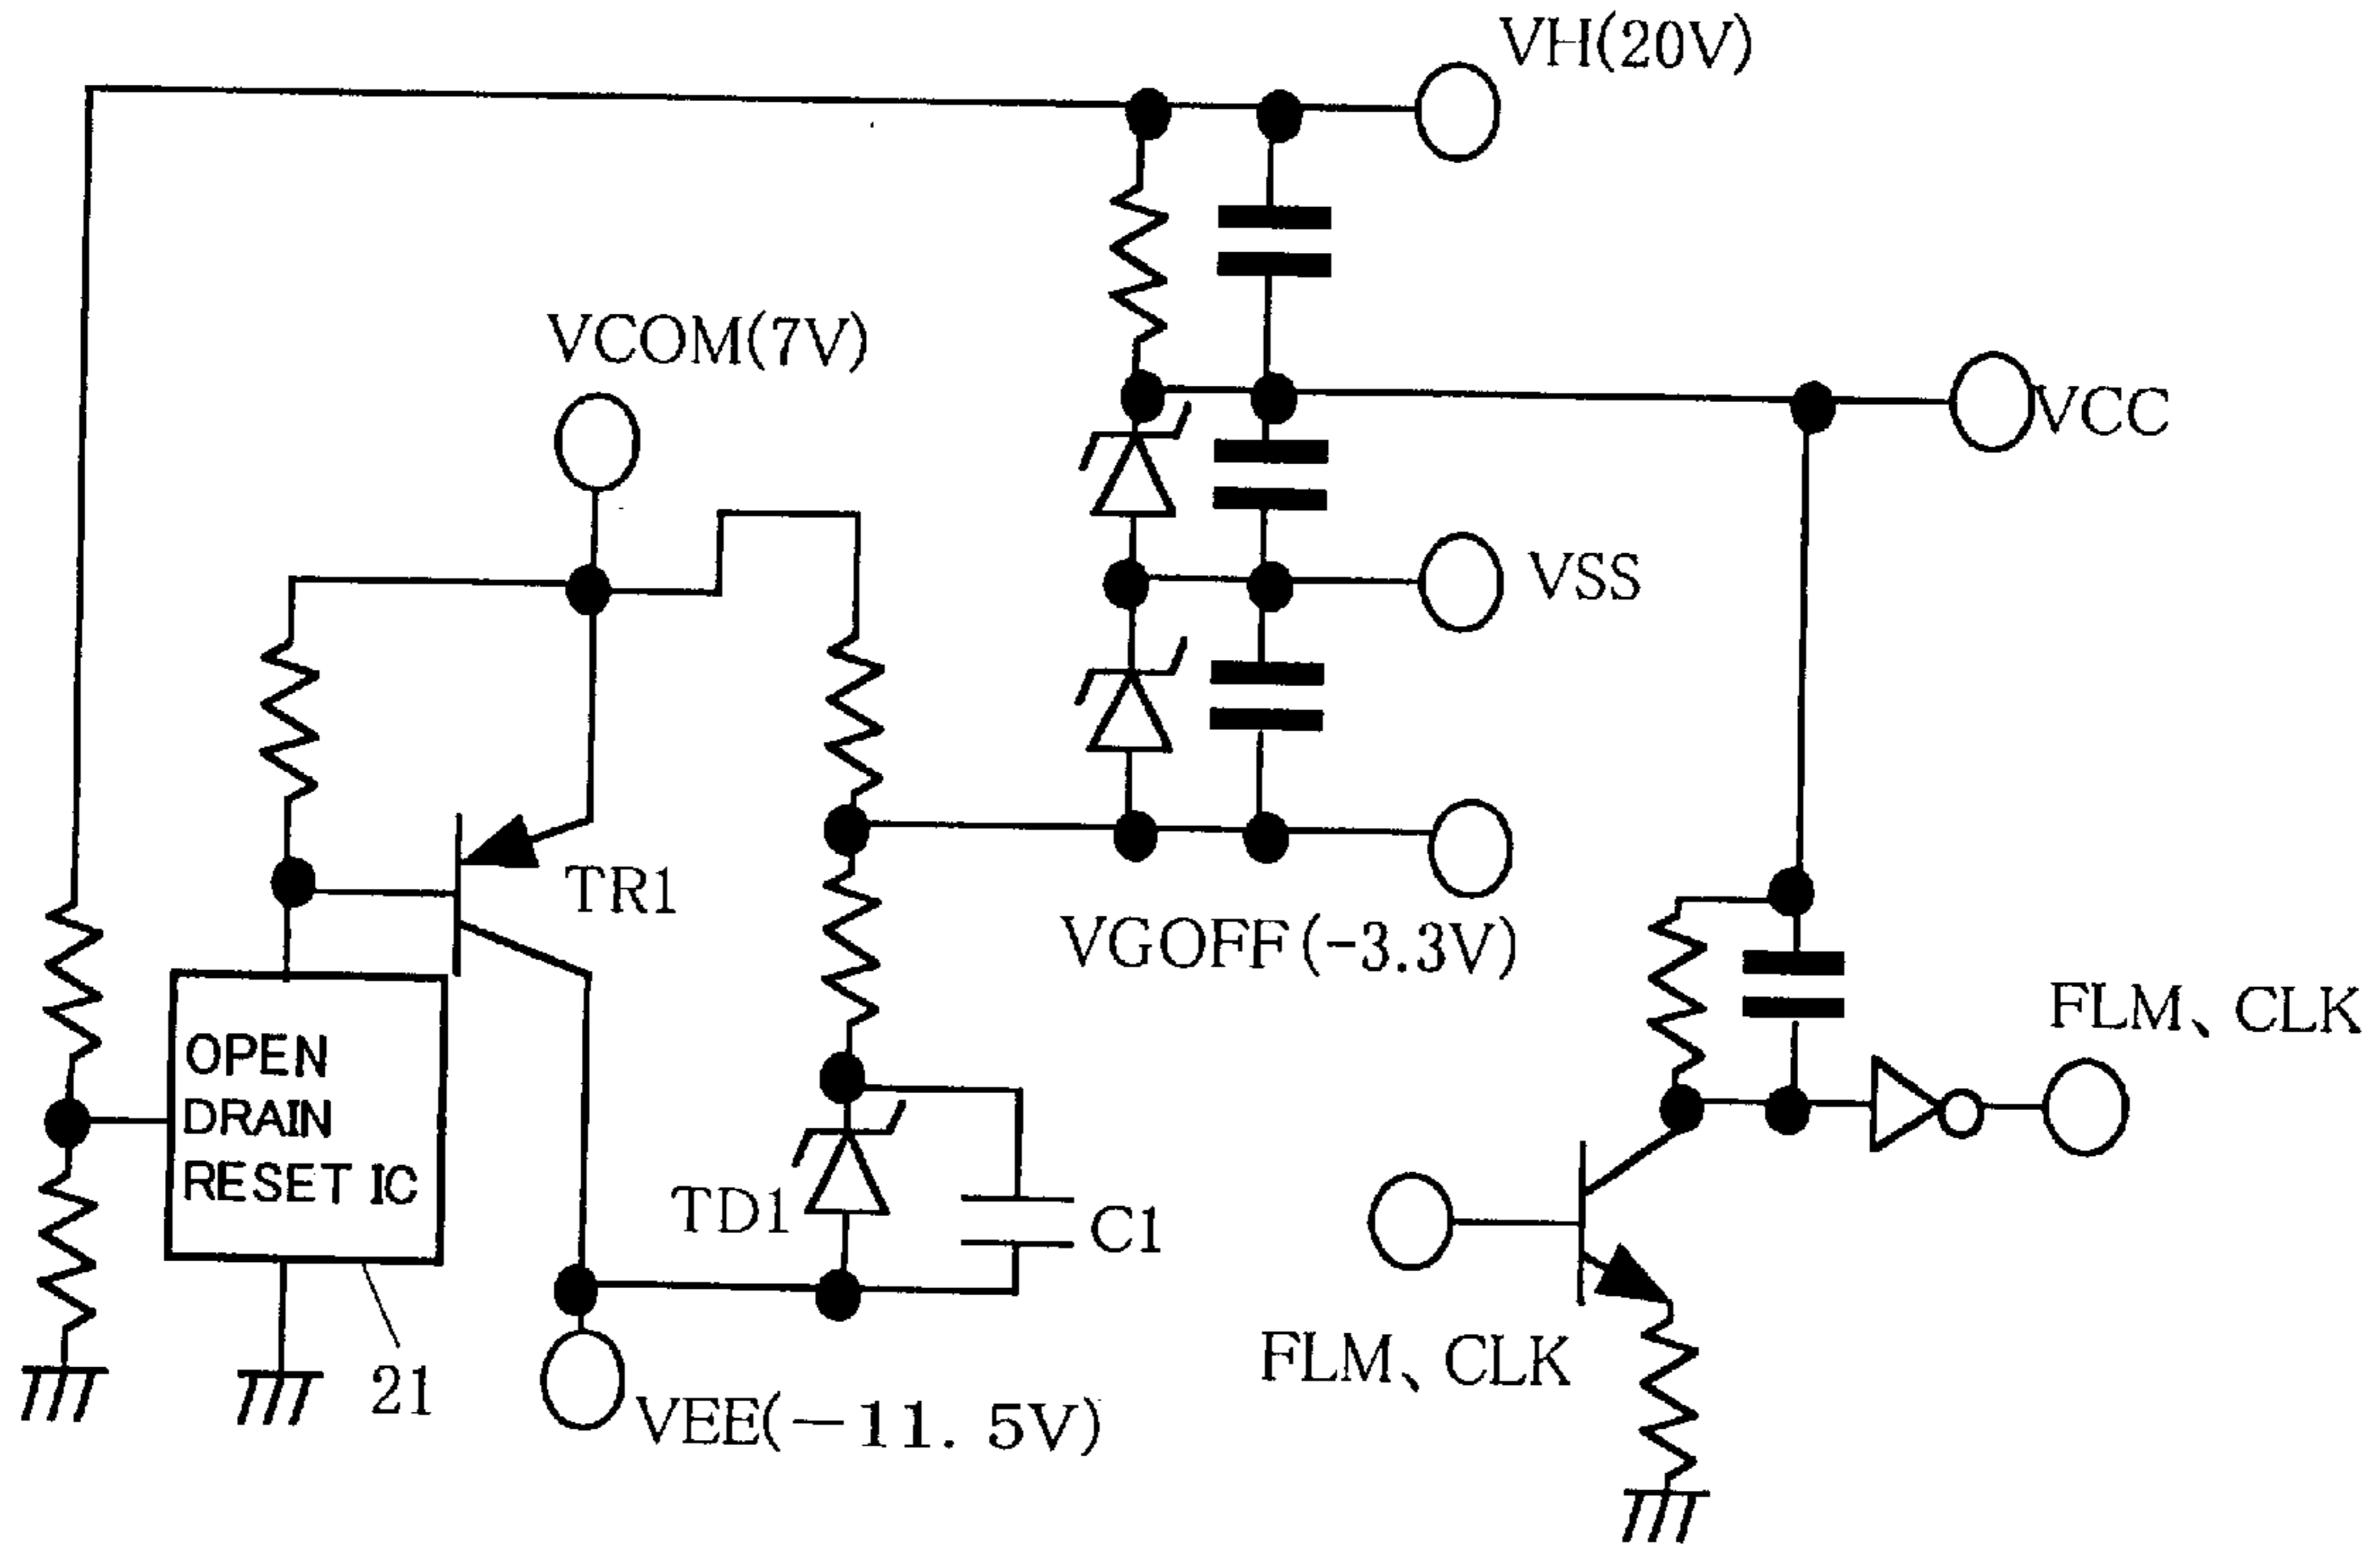 VH(20V)
VCOM(7V)
VCC
VSS
TR1
VGOFF(-3.3V)
OPEN
DRAIN
RESET IC
FLM、CLK
TD1
C1
FLM、CLK
21
VEE(−11. 5V)